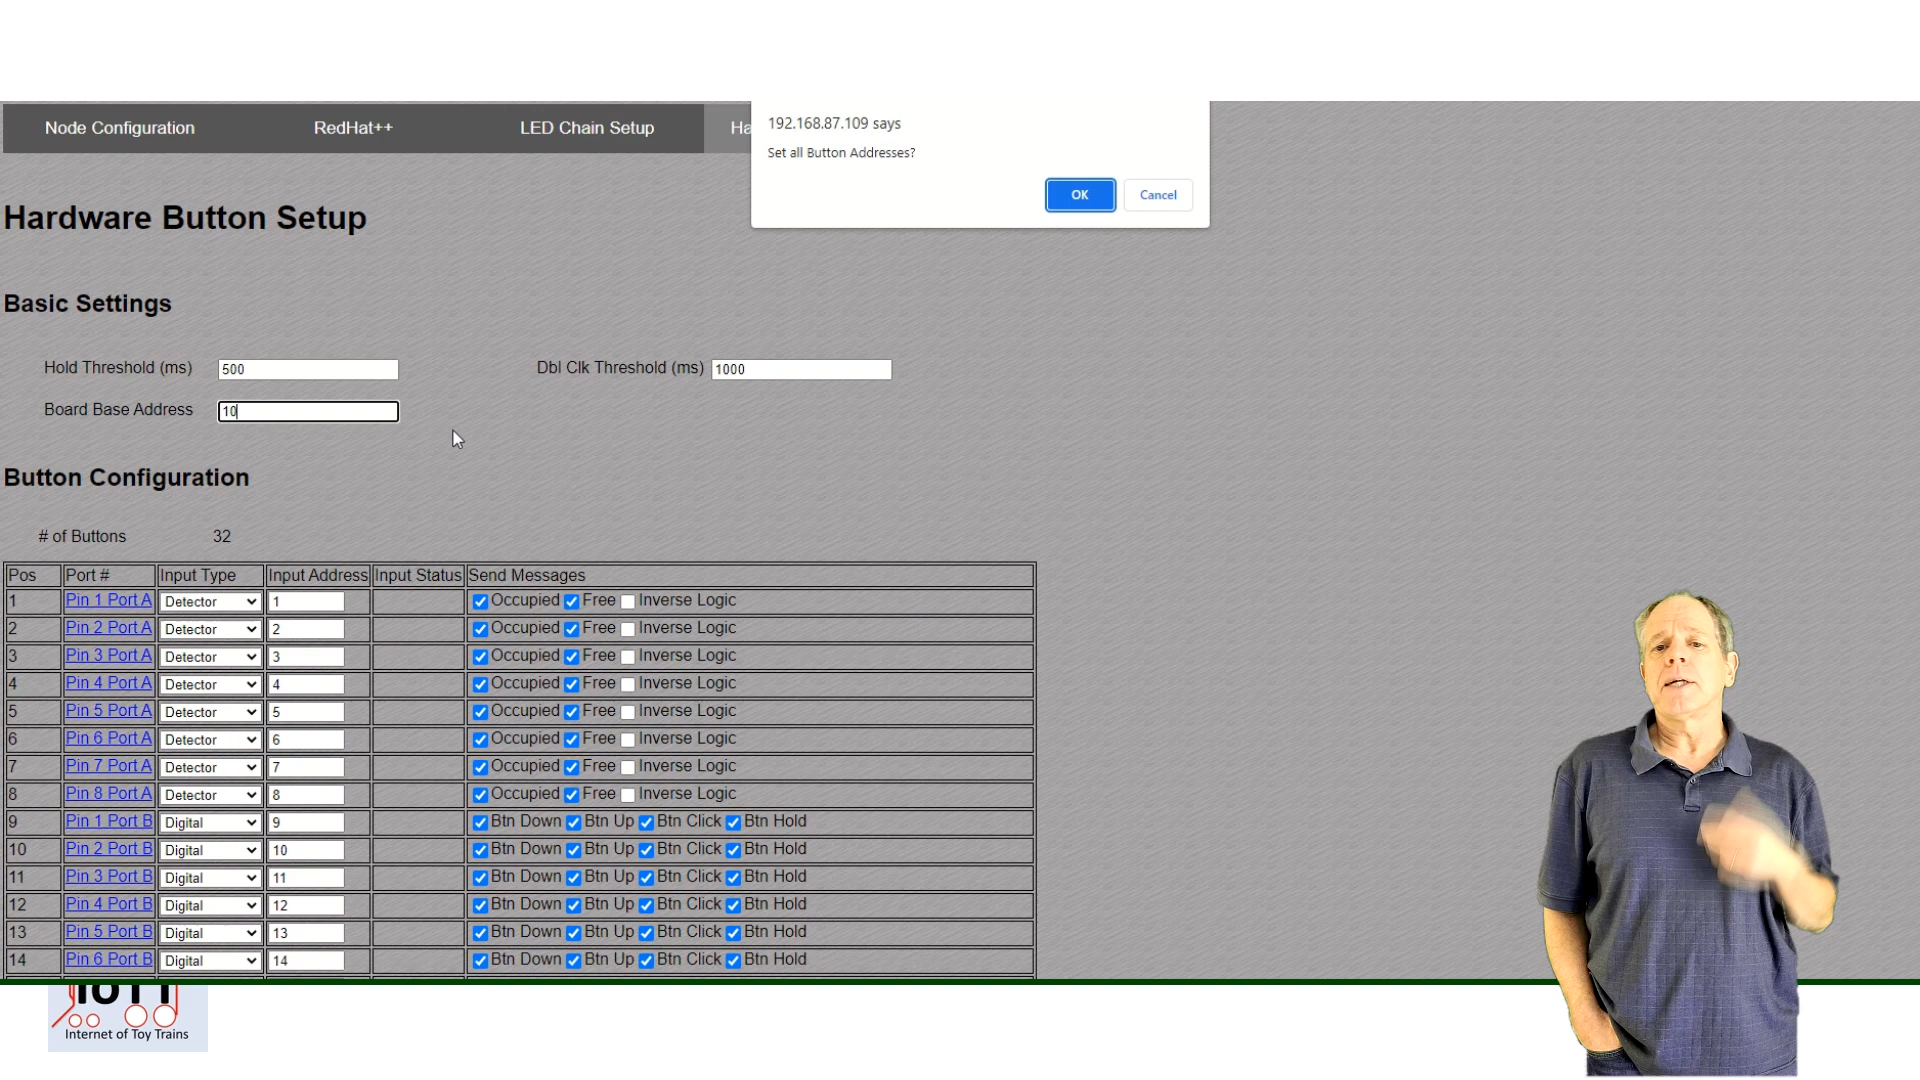 Node Configuration RedHat++ LED Chain Setup Ha
192.168.87.109 says
Set all Button Addresses?
OK Cancel
Hardware Button Setup
Basic Settings
Hold Threshold (ms) 500 Dbl Clk Threshold (ms) 1000
Board Base Address 10
Button Configuration
# of Buttons 32
Pos Port # Input Type Input Address Input Status Send Messages
1 Pin 1 Port A Detector 1 Occupied Free Inverse Logic
2 Pin 2 Port A Detector 2 Occupied Free Inverse Logic
3 Pin 3 Port A Detector 3 Occupied Free Inverse Logic
4 Pin 4 Port A Detector 4 Occupied Free Inverse Logic
5 Pin 5 Port A Detector 5 Occupied Free Inverse Logic
6 Pin 6 Port A Detector 6 Occupied Free Inverse Logic
7 Pin 7 Port A Detector 7 Occupied Free Inverse Logic
8 Pin 8 Port A Detector 8 Occupied Free Inverse Logic
9 Pin 1 Port B Digital 9 Btn Down Btn Up Btn Click Btn Hold
10 Pin 2 Port B Digital 10 Btn Down Btn Up Btn Click Btn Hold
11 Pin 3 Port B Digital 11 Btn Down Btn Up Btn Click Btn Hold
12 Pin 4 Port B Digital 12 Btn Down Btn Up Btn Click Btn Hold
13 Pin 5 Port B Digital 13 Btn Down Btn Up Btn Click Btn Hold
14 Pin 6 Port B Digital 14 Btn Down Btn Up Btn Click Btn Hold
IoTT
Internet of Toy Trains